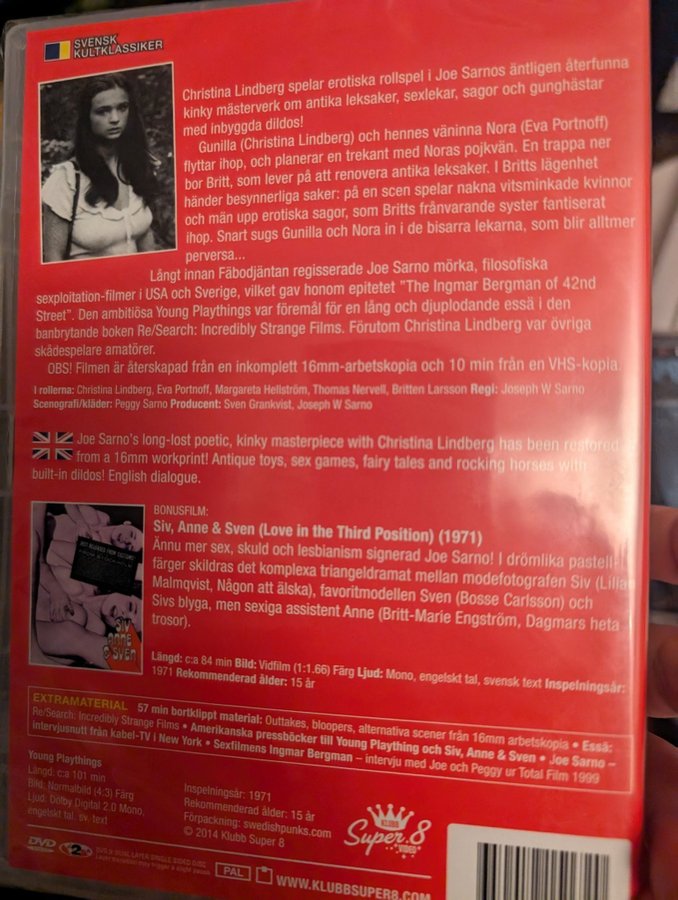 SVENSK
KULTKLASSIKER
Christina Lindberg spelar erotiska rollspel i Joe Sarnos äntligen återfunna
kinky mästerverk om antika leksaker, sexlekar, sagor och gunghästar
med inbyggda dildos!
Gunilla (Christina Lindberg) och hennes väninna Nora (Eva Portnoff)
flyttar ihop, och planerar en trekant med Noras pojkvän. En trappa ner
bor Britt, som lever på att renovera antika leksaker. I Britts lägenhet
händer besynnerliga saker: på en scen spelar nakna vitsminkade kvinnor
och män upp erotiska sagor, som Britts frånvarande syster fantiserat
ihop. Snart sugs Gunilla och Nora in i de bisarra lekarna, som blir alltmer
perversa...
Långt innan Fäbodjäntan regisserade Joe Sarno mörka, filosofiska
sexploitation-filmer i USA och Sverige, vilket gav honom epitetet "The Ingmar Bergman of 42nd
Street". Den ambitiösa Young Playthings var föremål för en lång och djuplodande essä i den
banbrytande boken Re/Search: Incredibly Strange Films. Förutom Christina Lindberg var övriga
skådespelare amatörer.
OBS! Filmen är återskapad från en inkomplett 16mm-arbetskopia och 10 min från en VHS-kopia.
I rollerna: Christina Lindberg, Eva Portnoff, Margareta Hellström, Thomas Nervell, Britten Larsson Regi: Joseph W Sarno
Scenografi/kläder: Peggy Sarno Producent: Sven Grankvist, Joseph W Sarno
Joe Sarno's long-lost poetic, kinky masterpiece with Christina Lindberg has been restored
from a 16mm workprint! Antique toys, sex games, fairy tales and rocking horses with
built-in dildos! English dialogue.
BONUSFILM:
Siv, Anne & Sven (Love in the Third Position) (1971)
Ännu mer sex, skuld och lesbianism signerad Joe Sarno! I drömlika pastell-
färger skildras det komplexa triangeldramat mellan modefotografen Siv (Lillian
Malmqvist, Någon att älska), favoritmodellen Sven (Bosse Carlsson) och
Sivs blyga, men sexiga assistent Anne (Britt-Marie Engström, Dagmars heta
trosor).
SIV
ANNE
& SVEN
Längd: c:a 84 min Bild: Vidfilm (1:1.66) Färg Ljud: Mono, engelskt tal, svensk text Inspelningsår:
1971 Rekommenderad ålder: 15 år
EXTRAMATERIAL 57 min bortklippt material: Outtakes, bloopers, alternativa scener från 16mm arbetskopia • Essä:
Re/Search: Incredibly Strange Films • Amerikanska pressböcker till Young Plaything och Siv, Anne & Sven • Joe Sarno –
intervjusnutt från kabel-TV i New York • Sexfilmens Ingmar Bergman – intervju med Joe och Peggy ur Total Film 1999
Young Playthings
Längd: c:a 101 min
Bild: Normalbild (4:3) Färg
Ljud: Dolby Digital 2.0 Mono,
engelskt tal. sv. text
Inspelningsår: 1971
Rekommenderad ålder: 15 år
Förpackning: swedishpunks.com
© 2014 Klubb Super 8
KLUBB
Super 8
VIDEO
DVD
2
PAL
WWW.KLUBBSUPER8.COM